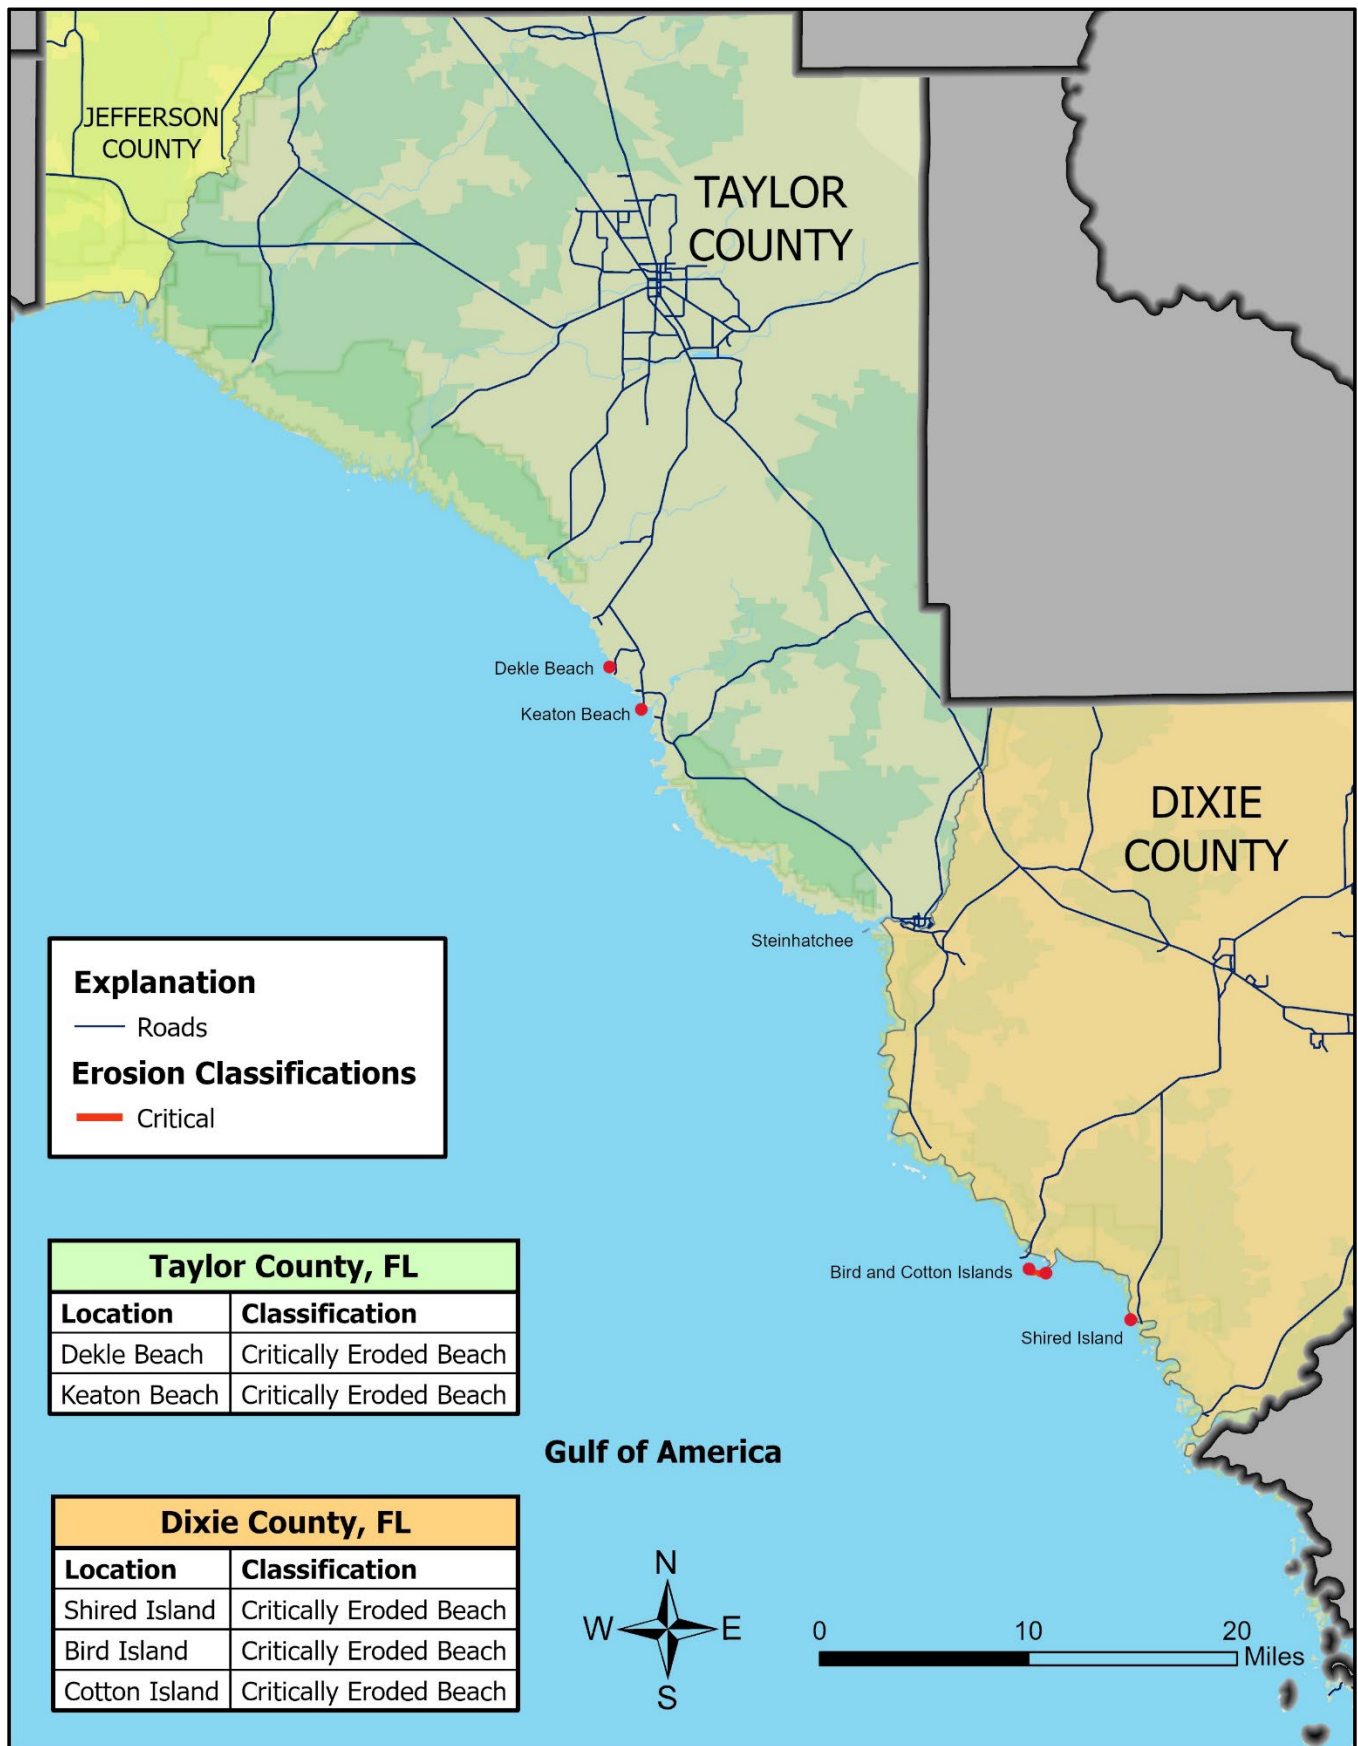 JEFFERSON
COUNTY
TAYLOR
COUNTY
Dekle Beach
Keaton Beach
DIXIE
COUNTY
Steinhatchee
Explanation
Roads
Erosion Classifications
Critical
Bird and Cotton Islands
Shired Island
Taylor County, FL
Location Classification
Dekle Beach Critically Eroded Beach
Keaton Beach Critically Eroded Beach
Gulf of America
Dixie County, FL
Location Classification
Shired Island Critically Eroded Beach
Bird Island Critically Eroded Beach
Cotton Island Critically Eroded Beach
N
W E
S
0 10 20
Miles